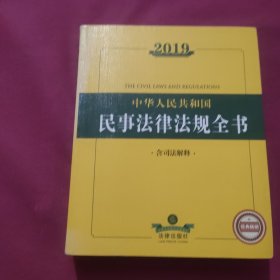 2019
THE CIVIL LAWS AND REGULATIONS
中华人民共和国
民事法律法规全书
·含司法解释·
法律出版社